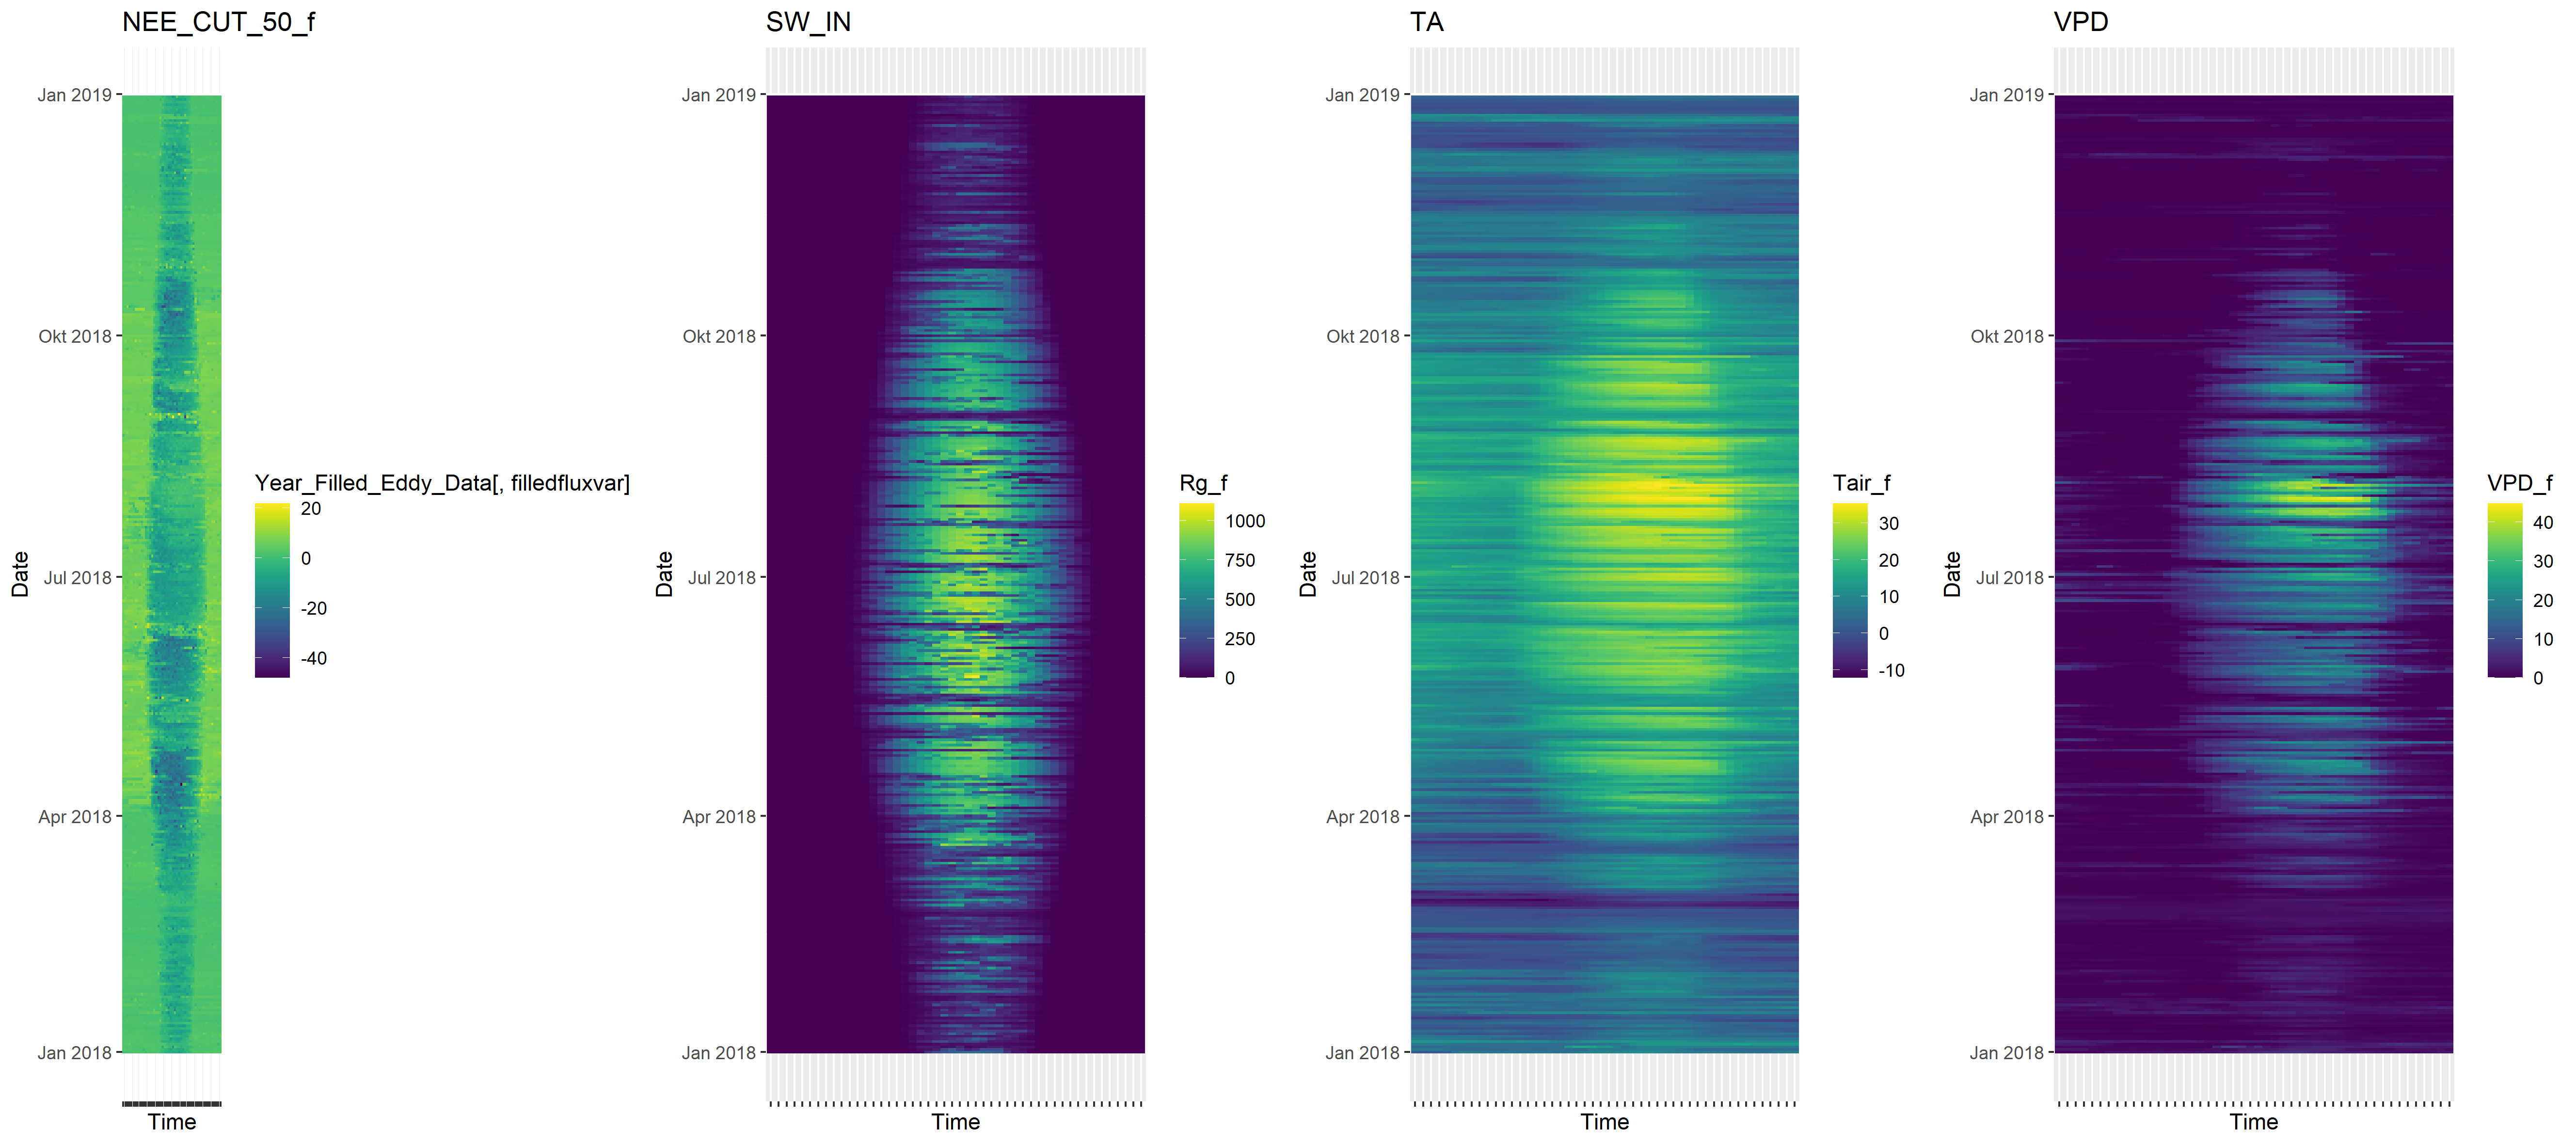 NEE_CUT_50_f
Jan 2019
Okt 2018
Jul 2018
Apr 2018
Jan 2018
Date
Time
Year_Filled_Eddy_Data[, filledfluxvar]
20
0
-20
-40
SW_IN
Jan 2019
Okt 2018
Jul 2018
Apr 2018
Jan 2018
Date
Time
Rg_f
1000
750
500
250
0
TA
Jan 2019
Okt 2018
Jul 2018
Apr 2018
Jan 2018
Date
Time
Tair_f
30
20
10
0
-10
VPD
Jan 2019
Okt 2018
Jul 2018
Apr 2018
Jan 2018
Date
Time
VPD_f
40
30
20
10
0